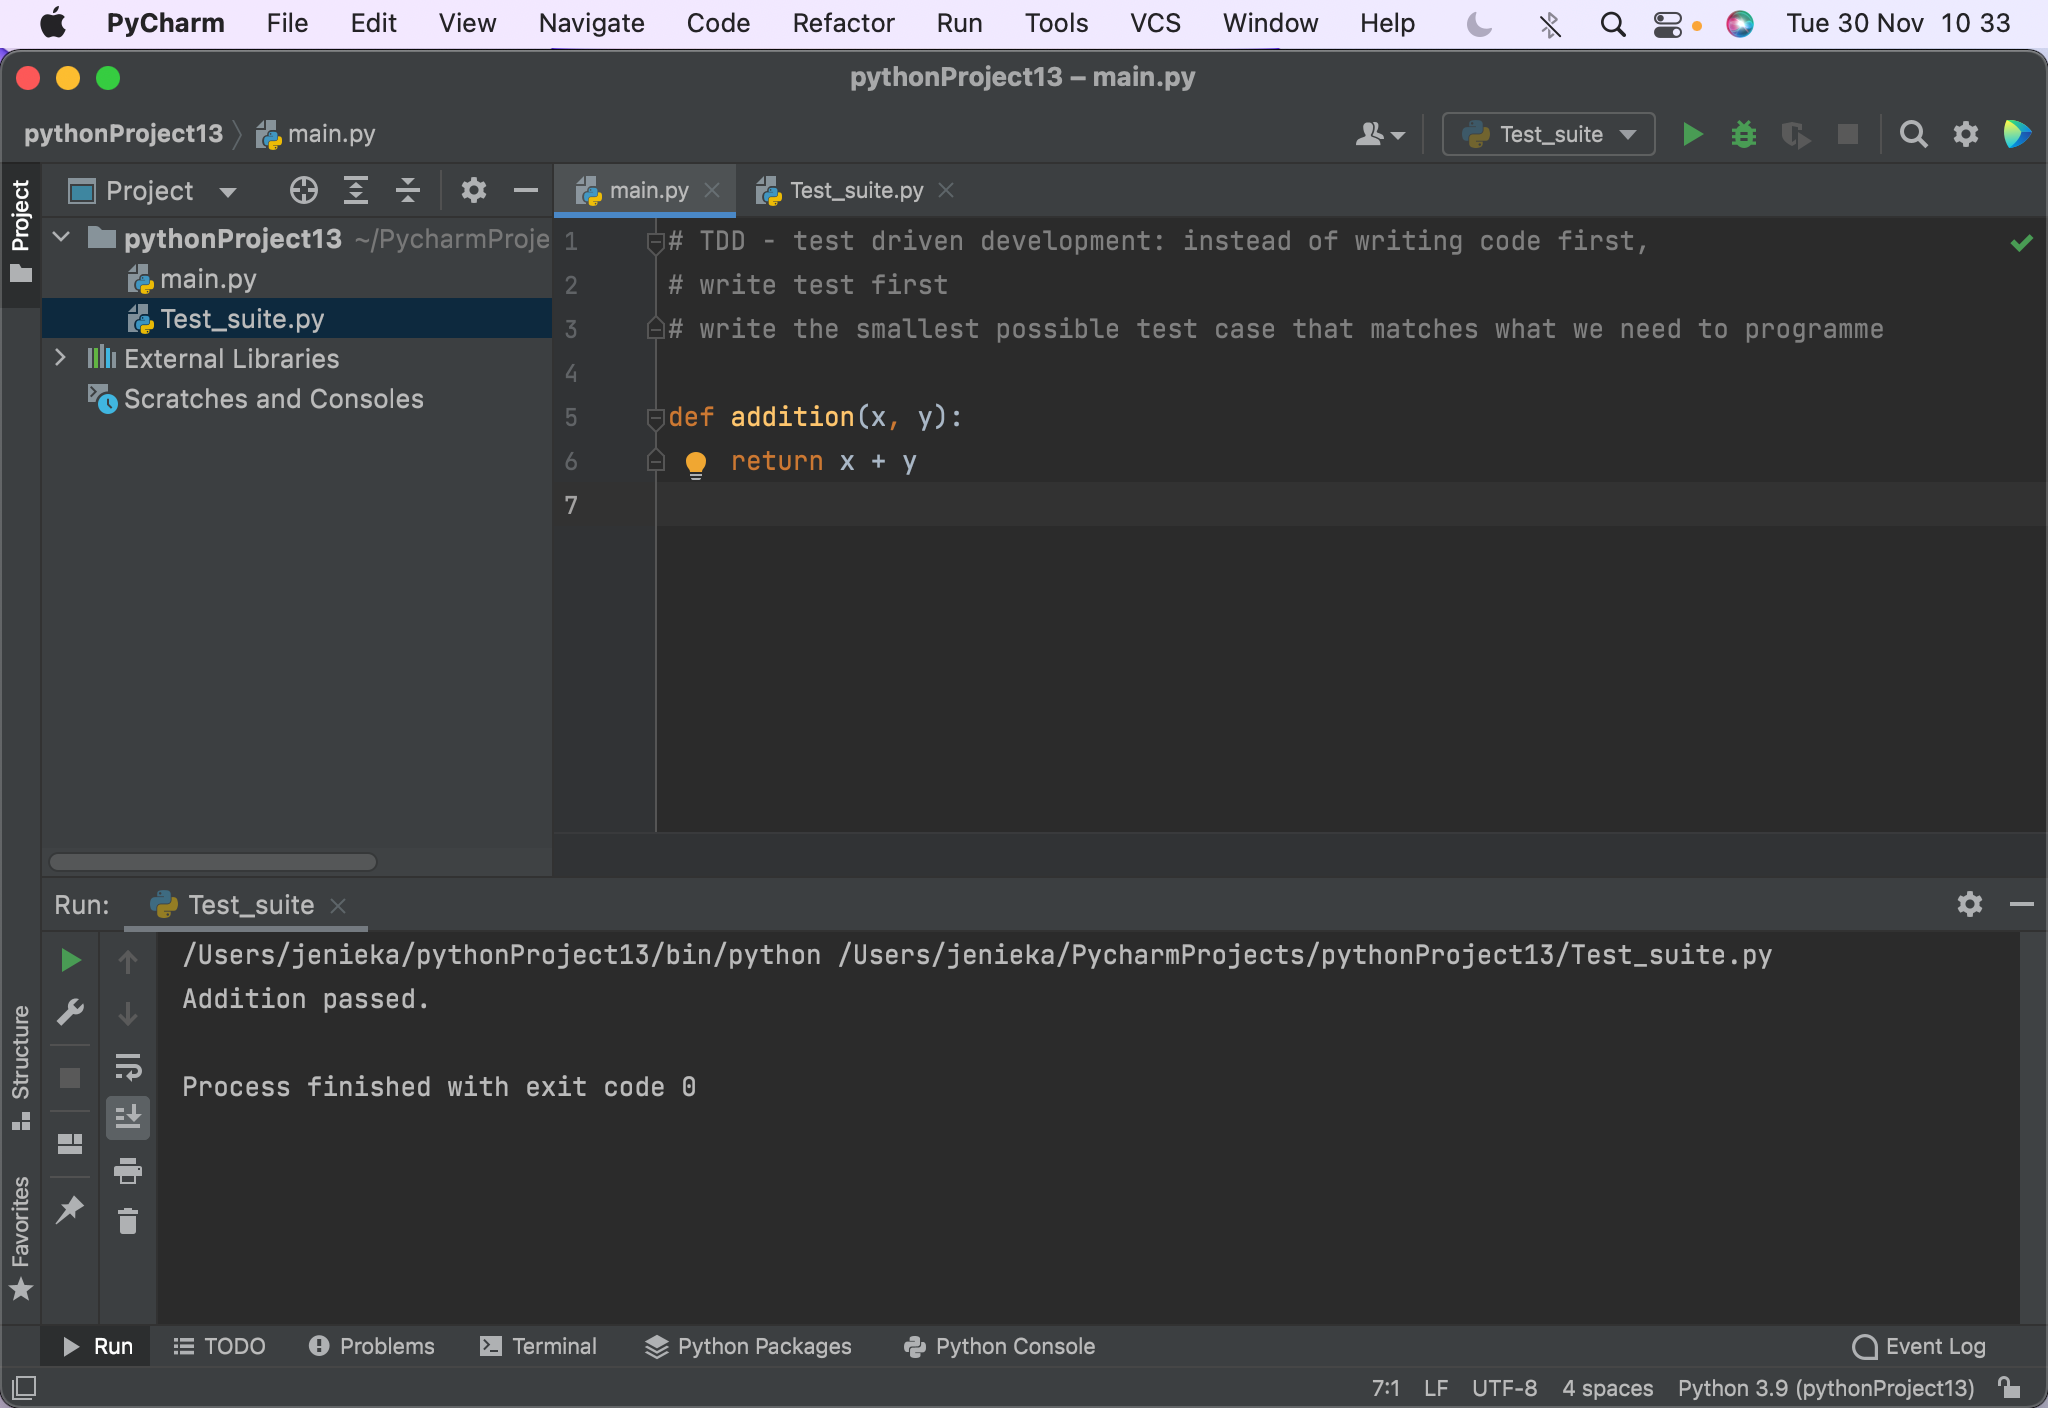 PyCharm File Edit View Navigate Code Refactor Run Tools VCS Window Help Tue 30 Nov 10 33
pythonProject13 – main.py
pythonProject13 main.py Test_suite
Project
Project
main.py Test_suite.py
pythonProject13 ~/PycharmProje
main.py
Test_suite.py
External Libraries
Scratches and Consoles
1 # TDD - test driven development: instead of writing code first,
2 # write test first
3 # write the smallest possible test case that matches what we need to programme
4
5 def addition(x, y):
6 return x + y
7
Run: Test_suite
/Users/jenieka/pythonProject13/bin/python /Users/jenieka/PycharmProjects/pythonProject13/Test_suite.py
Addition passed.
Process finished with exit code 0
Structure
Favorites
Run TODO Problems Terminal Python Packages Python Console Event Log
7:1 LF UTF-8 4 spaces Python 3.9 (pythonProject13)